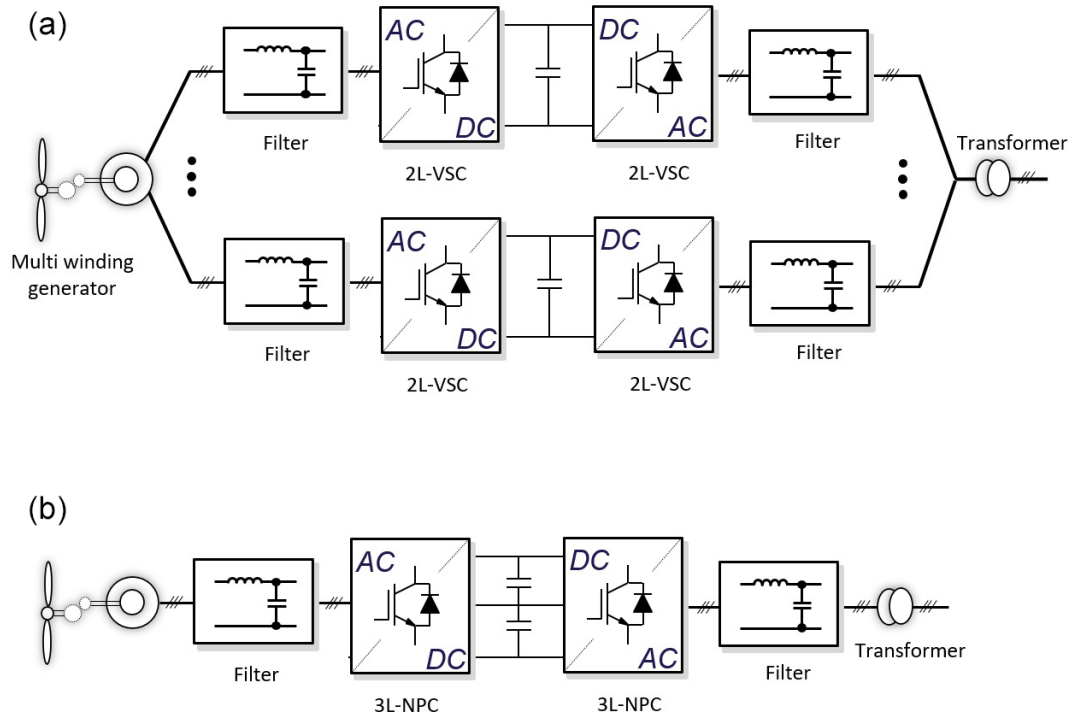 (a)
AC
DC
DC
AC
Filter
Filter
Transformer
2L-VSC
2L-VSC
AC
DC
DC
AC
Multi winding
generator
Filter
Filter
2L-VSC
2L-VSC
(b)
AC
DC
DC
AC
Transformer
Filter
Filter
3L-NPC
3L-NPC